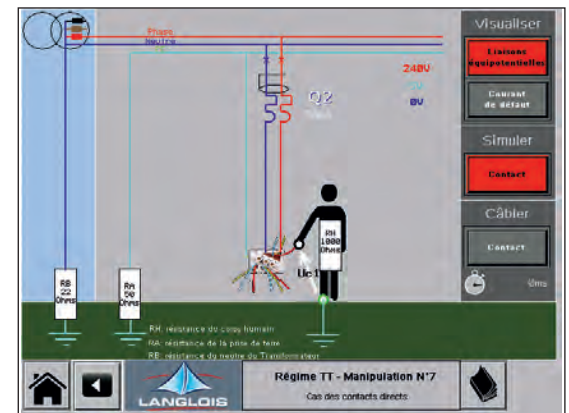 Phase
Neutre
240V
0V
Q2
RH
1000
Ohms
Uc1
RB
22
Ohms
RA
50
Ohms
RH: résistance du corps humain
RA: résistance de la prise de terre
RB: résistance du neutre du Transformateur
Visualiser
Liaisons
équipotentielles
Courant
de défaut
Simuler
Contact
Câbler
Contact
LANGLOIS
Régime TT - Manipulation N°7
Cas des contacts directs